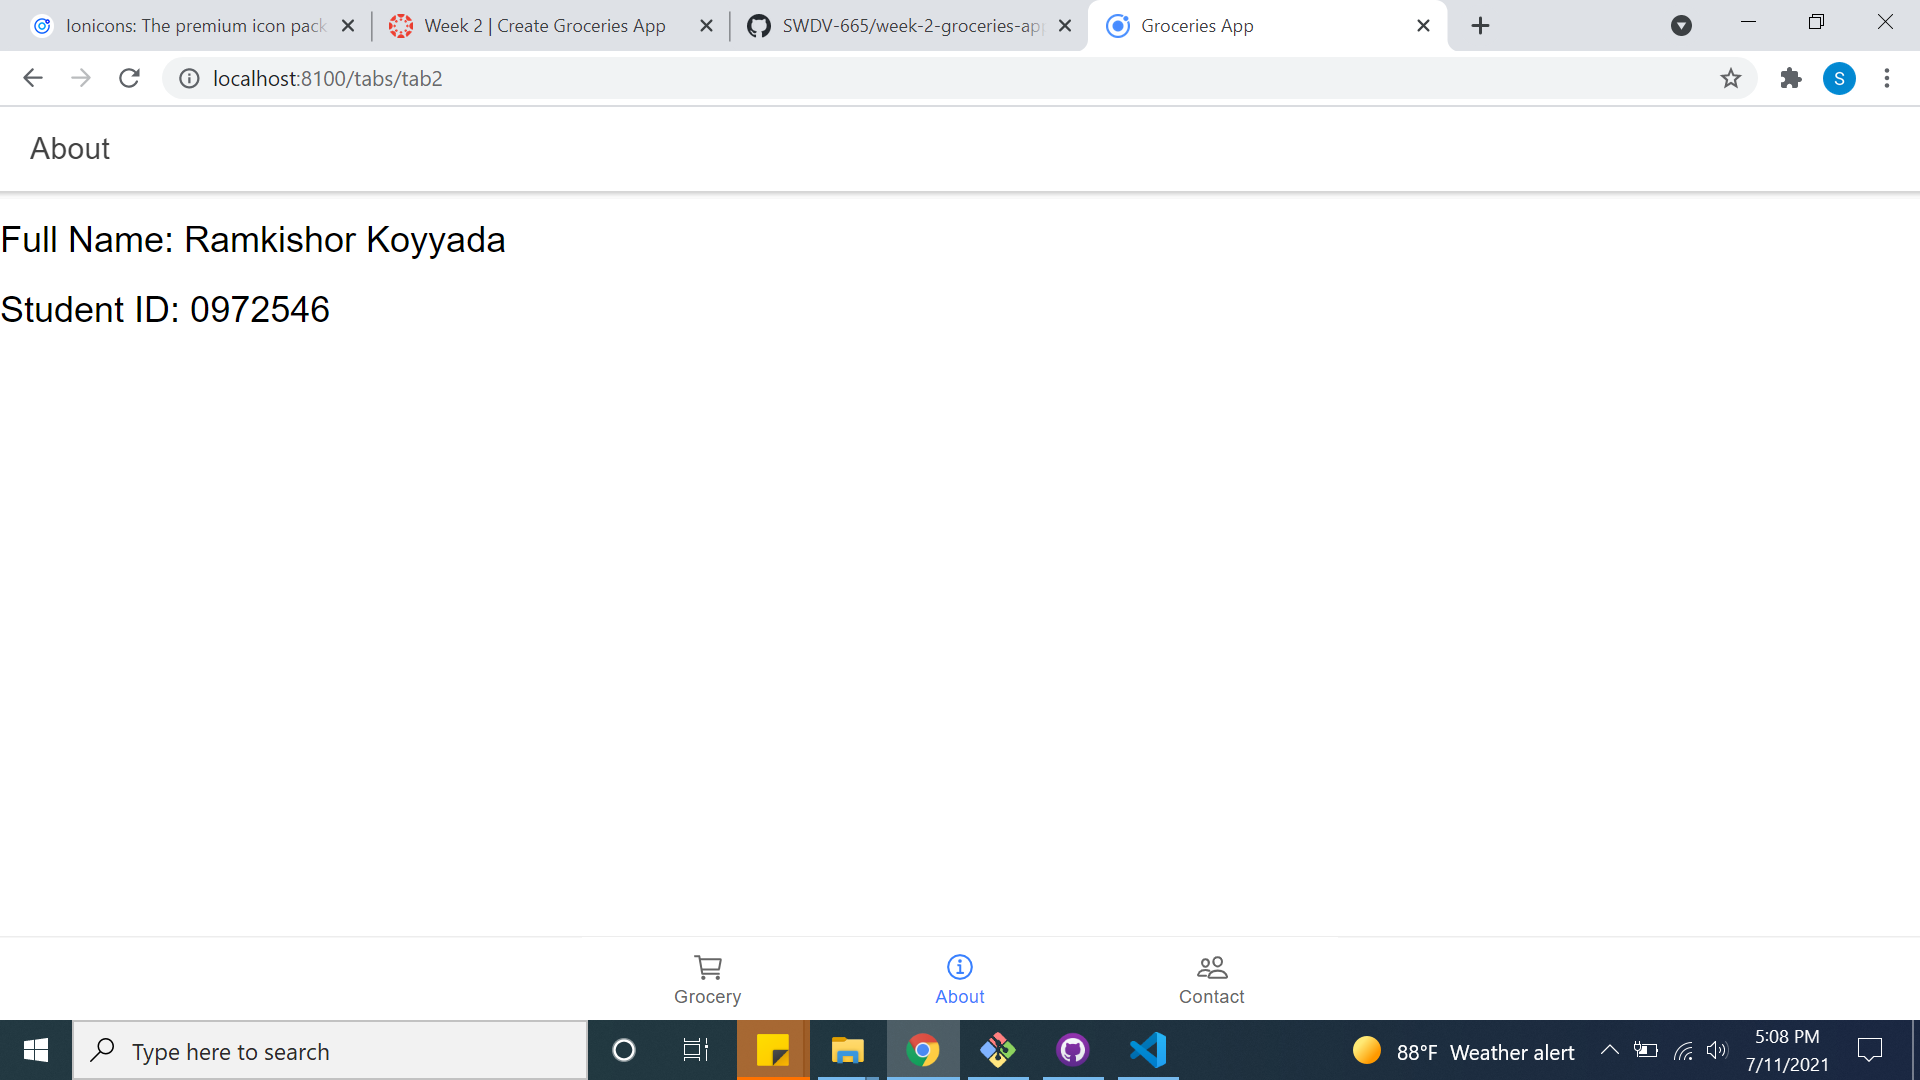 Ionicons: The premium icon pack
Week 2 | Create Groceries App
SWDV-665/week-2-groceries-app
Groceries App
localhost:8100/tabs/tab2
S
About
Full Name: Ramkishor Koyyada
Student ID: 0972546
Grocery
About
Contact
Type here to search
88°F Weather alert
5:08 PM
7/11/2021